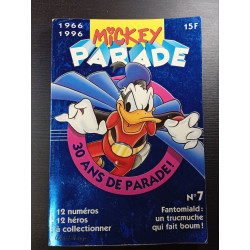 1966
1996
15F
MICKEY
PARADE
30 ANS DE PARADE!
12 numéros
12 héros
à collectionner
N°7
Fantomiald :
un trucmuche
qui fait boum !